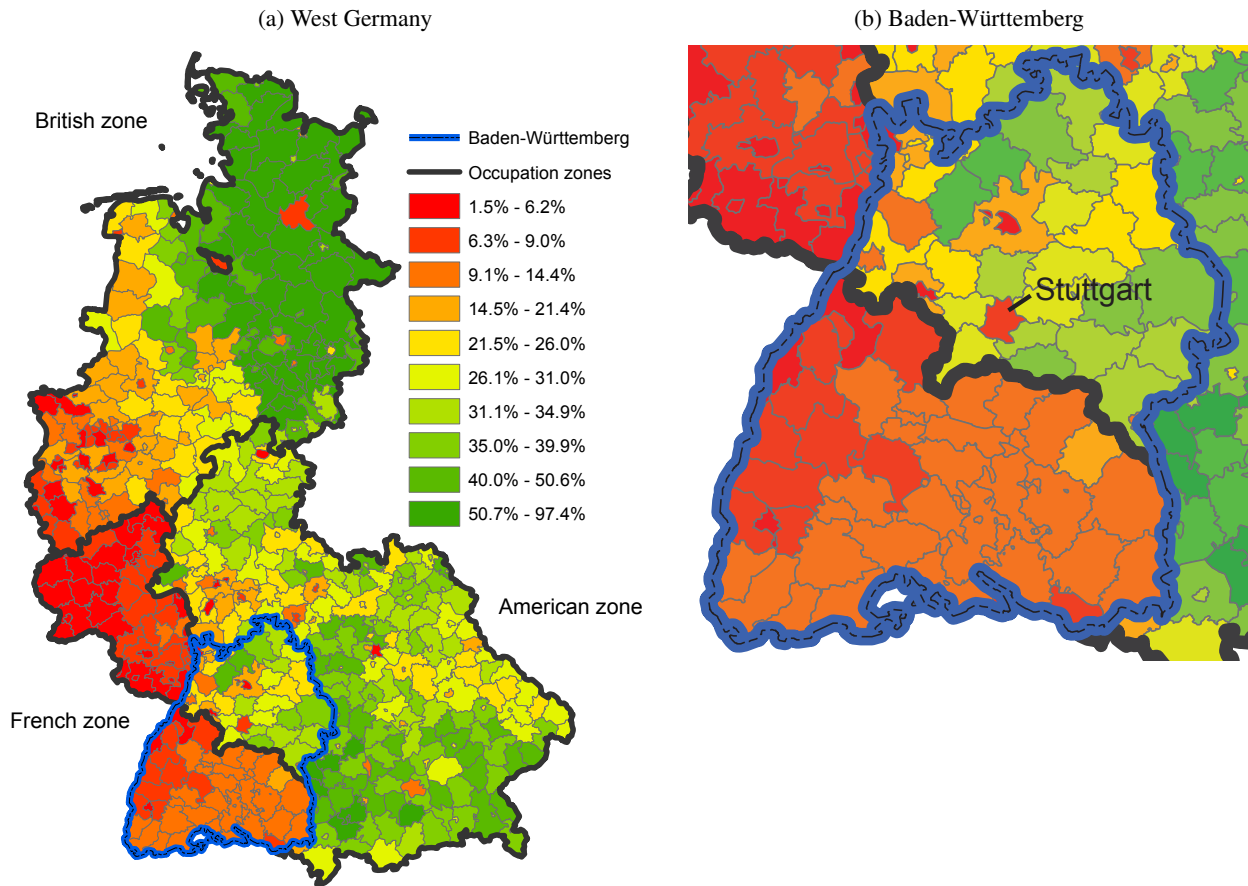 (a) West Germany
(b) Baden-Württemberg
British zone
Baden-Württemberg
Occupation zones
1.5% - 6.2%
6.3% - 9.0%
9.1% - 14.4%
14.5% - 21.4%
21.5% - 26.0%
26.1% - 31.0%
31.1% - 34.9%
35.0% - 39.9%
40.0% - 50.6%
50.7% - 97.4%
American zone
French zone
Stuttgart